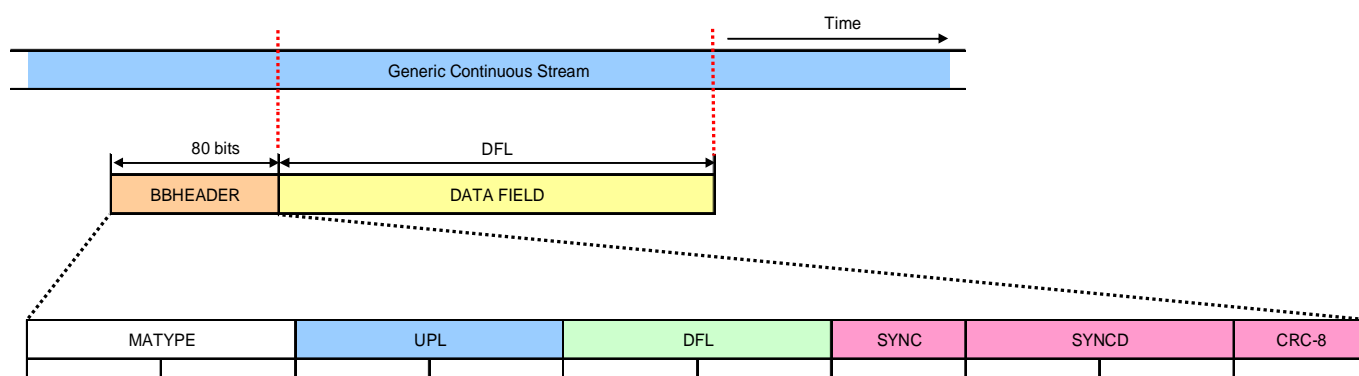 Time
Generic Continuous Stream
80 bits DFL
BBHEADER DATA FIELD
MATYPE UPL DFL SYNC SYNCD CRC-8